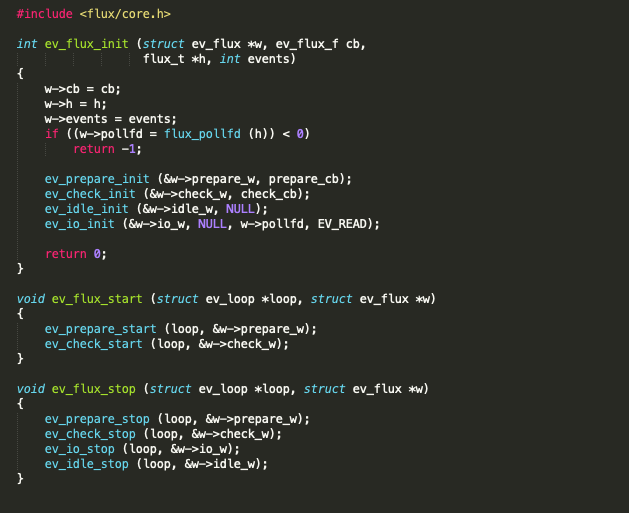 #include <flux/core.h>
int ev_flux_init (struct ev_flux *w, ev_flux_f cb,
flux_t *h, int events)
{
w->cb = cb;
w->h = h;
w->events = events;
if ((w->pollfd = flux_pollfd (h)) < 0)
return -1;
ev_prepare_init (&w->prepare_w, prepare_cb);
ev_check_init (&w->check_w, check_cb);
ev_idle_init (&w->idle_w, NULL);
ev_io_init (&w->io_w, NULL, w->pollfd, EV_READ);
return 0;
}
void ev_flux_start (struct ev_loop *loop, struct ev_flux *w)
{
ev_prepare_start (loop, &w->prepare_w);
ev_check_start (loop, &w->check_w);
}
void ev_flux_stop (struct ev_loop *loop, struct ev_flux *w)
{
ev_prepare_stop (loop, &w->prepare_w);
ev_check_stop (loop, &w->check_w);
ev_io_stop (loop, &w->io_w);
ev_idle_stop (loop, &w->idle_w);
}